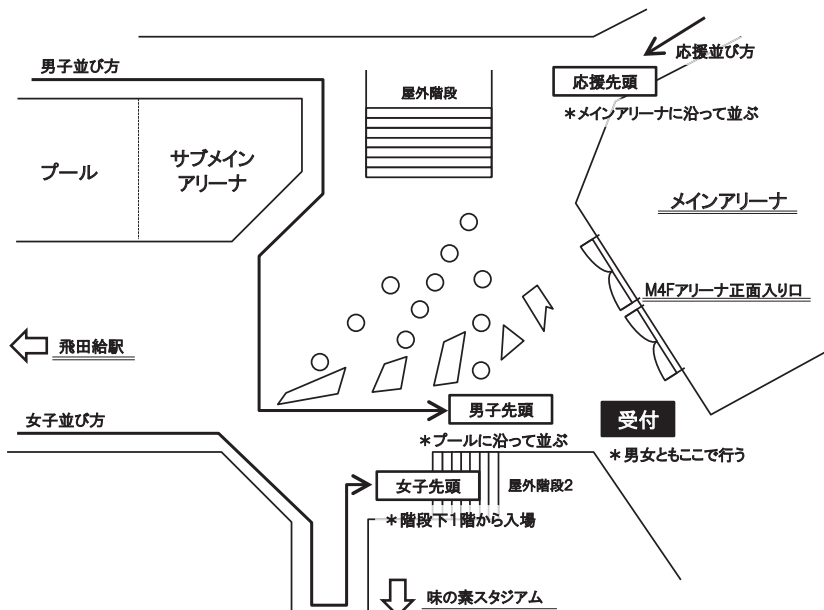 男子並び方
応援並び方
屋外階段
応援先頭
＊メインアリーナに沿って並ぶ
プール
サブメイン
アリーナ
メインアリーナ
M4Fアリーナ正面入り口
飛田給駅
男子先頭
受付
女子並び方
＊プールに沿って並ぶ
＊男女ともここで行う
女子先頭
屋外階段2
＊階段下1階から入場
味の素スタジアム